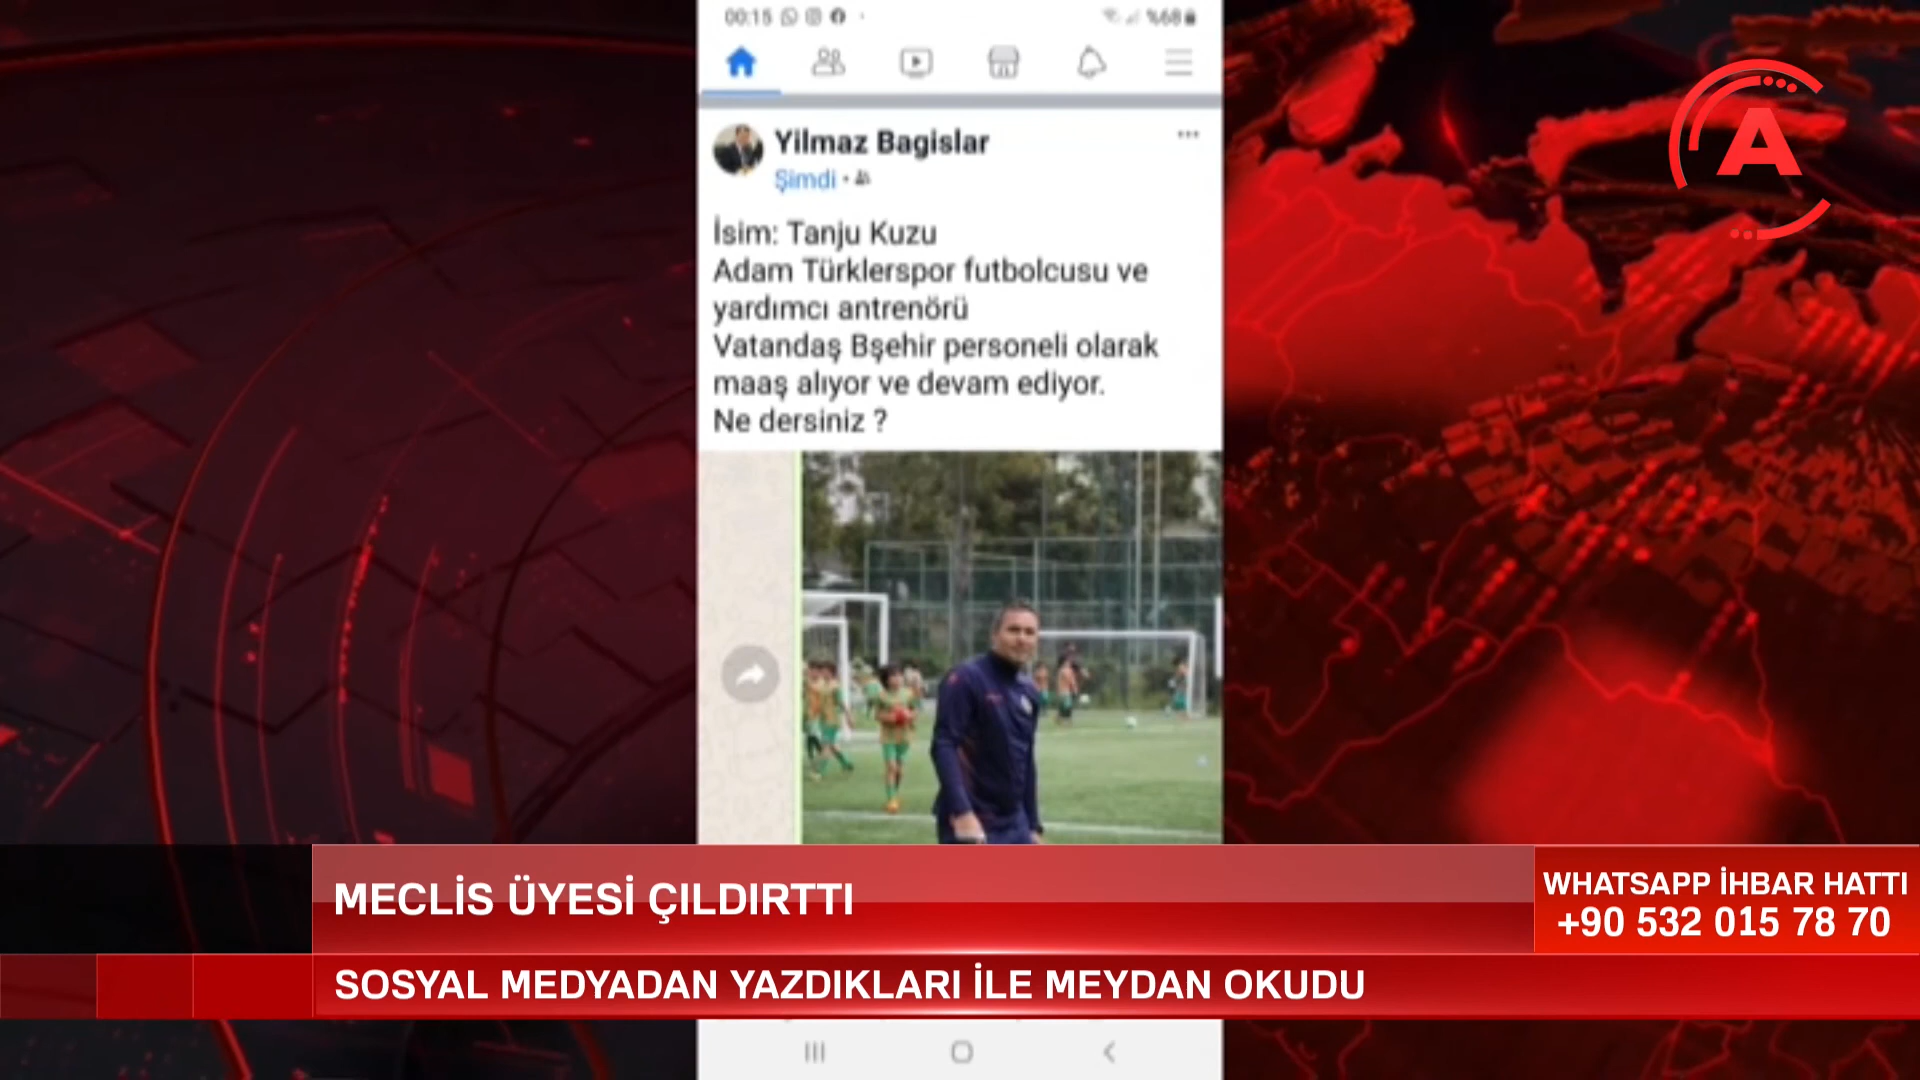 00:15
%68
Yilmaz Bagislar
Şimdi
İsim: Tanju Kuzu
Adam Türklerspor futbolcusu ve
yardımcı antrenörü
Vatandaş Bşehir personeli olarak
maaş alıyor ve devam ediyor.
Ne dersiniz ?
A
MECLİS ÜYESİ ÇILDIRTTI
WHATSAPP İHBAR HATTI
+90 532 015 78 70
SOSYAL MEDYADAN YAZDIKLARI İLE MEYDAN OKUDU